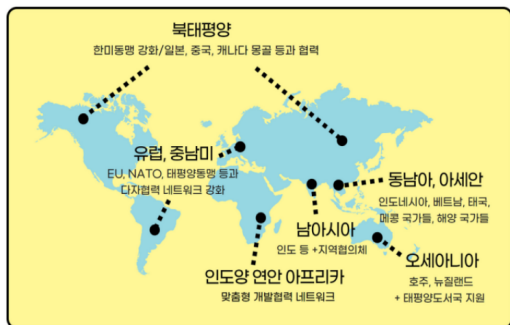 북태평양
한미동맹 강화/일본, 중국, 캐나다 몽골 등과 협력
유럽, 중남미
EU, NATO, 태평양동맹 등과
다자협력 네트워크 강화
동남아, 아세안
인도네시아, 베트남, 태국,
메콩 국가들, 해양 국가들
남아시아
인도 등 +지역협의체
인도양 연안 아프리카
맞춤형 개발협력 네트워크
오세아니아
호주, 뉴질랜드
+ 태평양도서국 지원